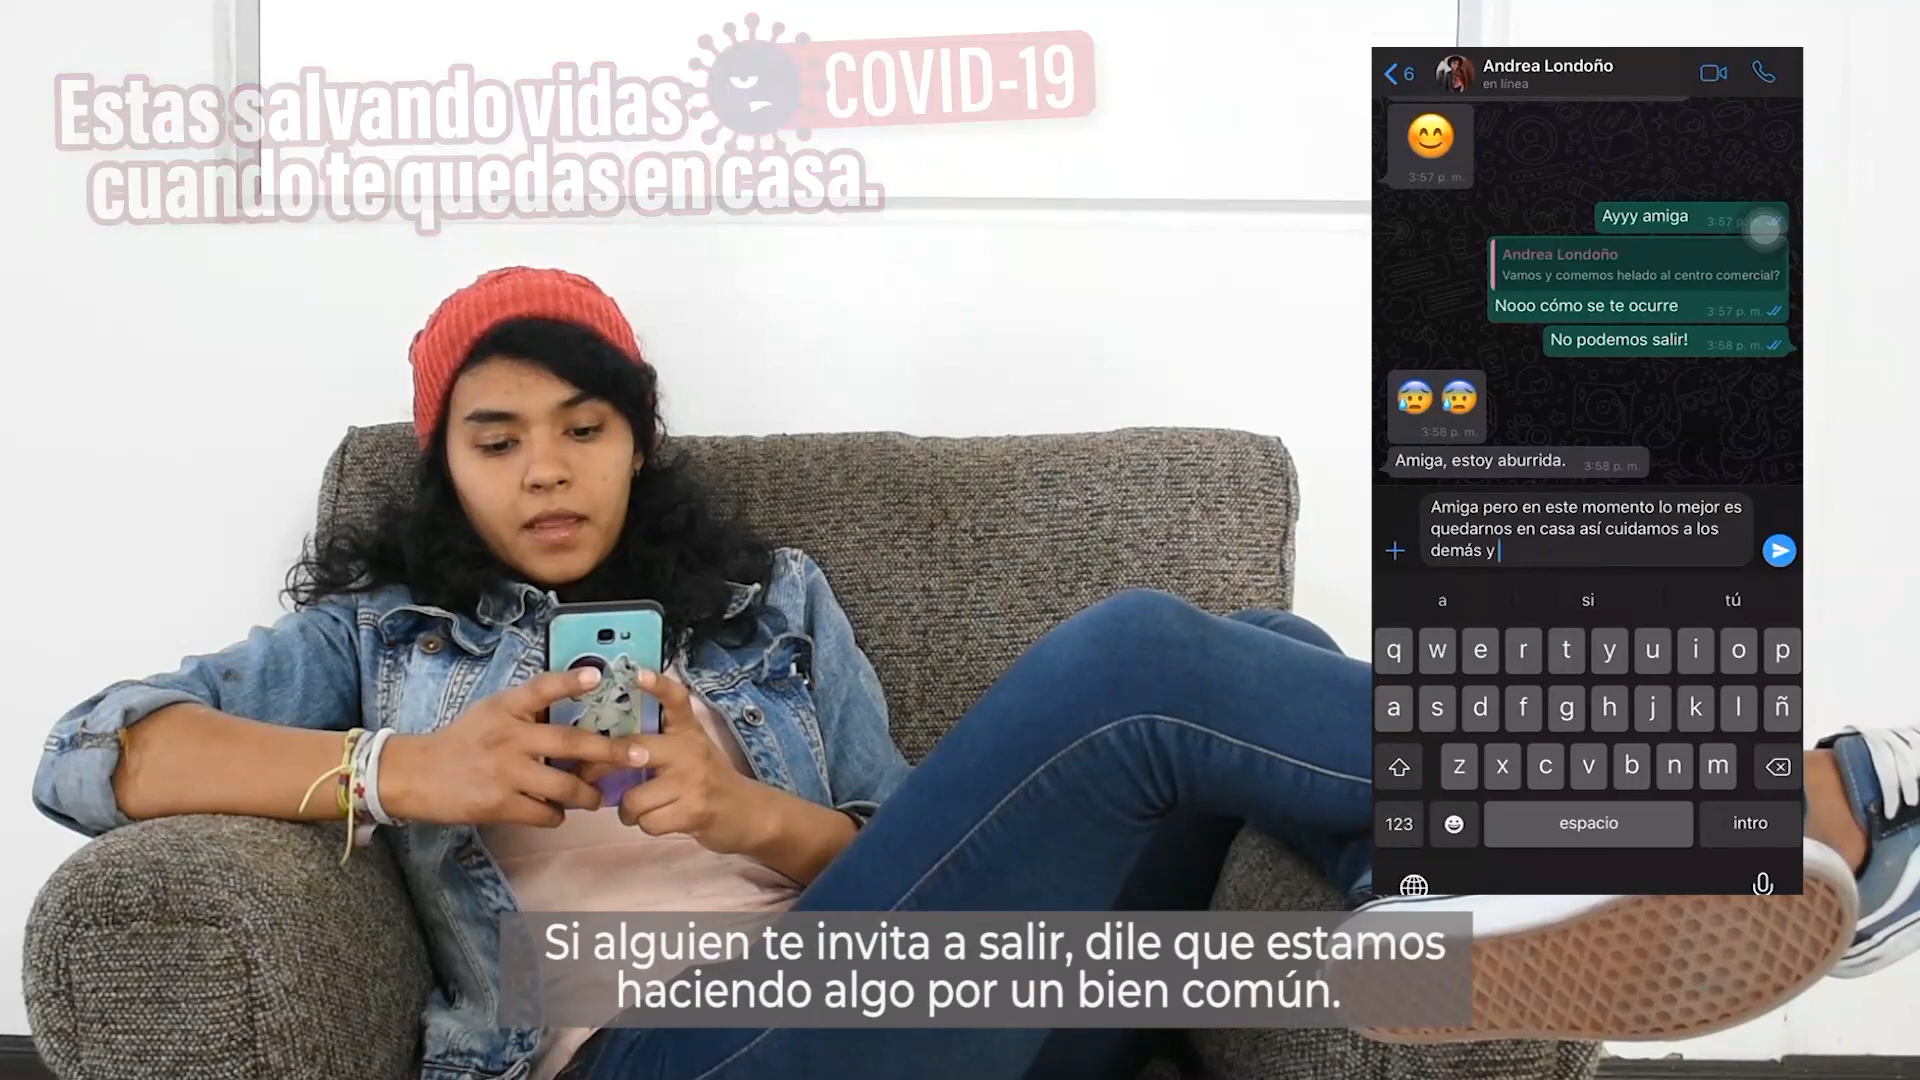 Estas salvando vidas
COVID-19
cuando te quedas en casa.
6
Andrea Londoño
en línea
3:57 p. m.
Ayyy amiga
3:57 p.
Andrea Londoño
Vamos y comemos helado al centro comercial?
Nooo cómo se te ocurre
3:57 p. m.
No podemos salir!
3:58 p. m.
3:58 p. m.
Amiga, estoy aburrida.
3:58 p. m.
Amiga pero en este momento lo mejor es
quedarnos en casa así cuidamos a los
demás y
a si tú
q w e r t y u i o p
a s d f g h j k l ñ
z x c v b n m
123 espacio intro
Si alguien te invita a salir, dile que estamos
haciendo algo por un bien común.